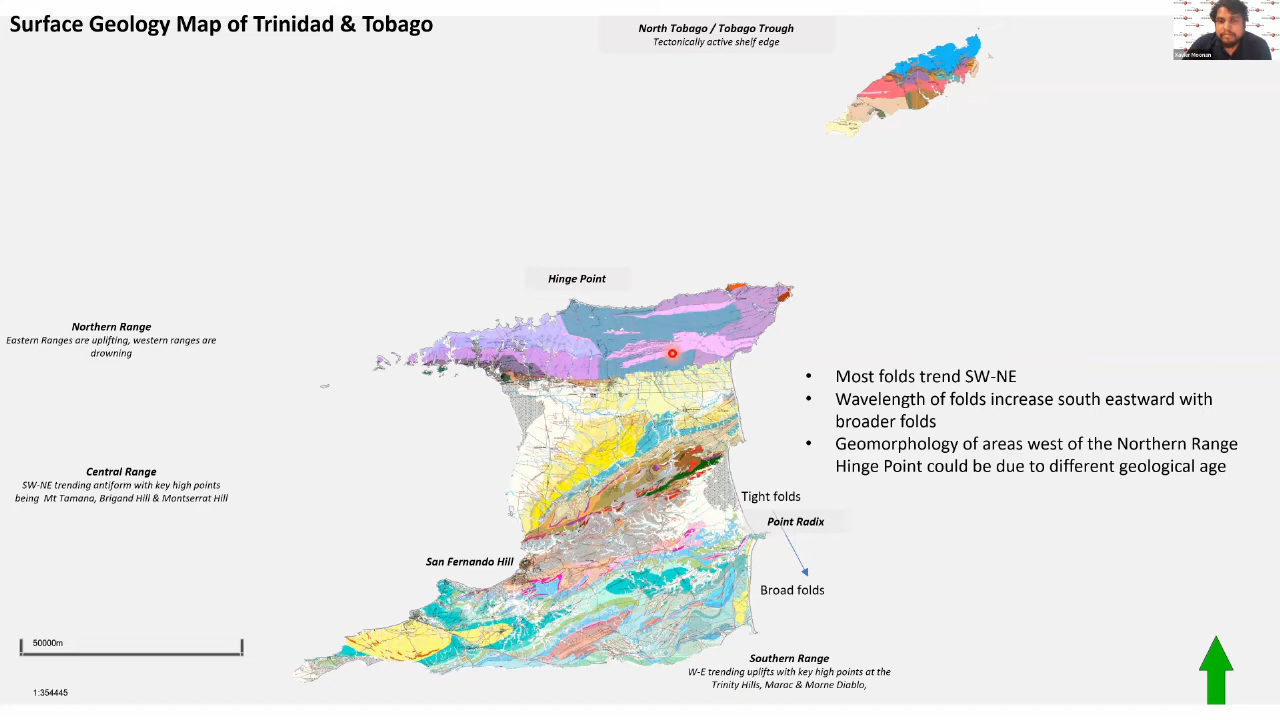 Surface Geology Map of Trinidad & Tobago
North Tobago / Tobago Trough
Tectonically active shelf edge
Xavier Moonan
Hinge Point
Northern Range
Eastern Ranges are uplifting, western ranges are
drowning
• Most folds trend SW-NE
• Wavelength of folds increase south eastward with
broader folds
• Geomorphology of areas west of the Northern Range
Hinge Point could be due to different geological age
Central Range
SW-NE trending antiform with key high points
being Mt Tamana, Brigand Hill & Montserrat Hill
Tight folds
Point Radix
San Fernando Hill
Broad folds
50000m
Southern Range
W-E trending uplifts with key high points at the
Trinity Hills, Marac & Morne Diablo,
1:354445